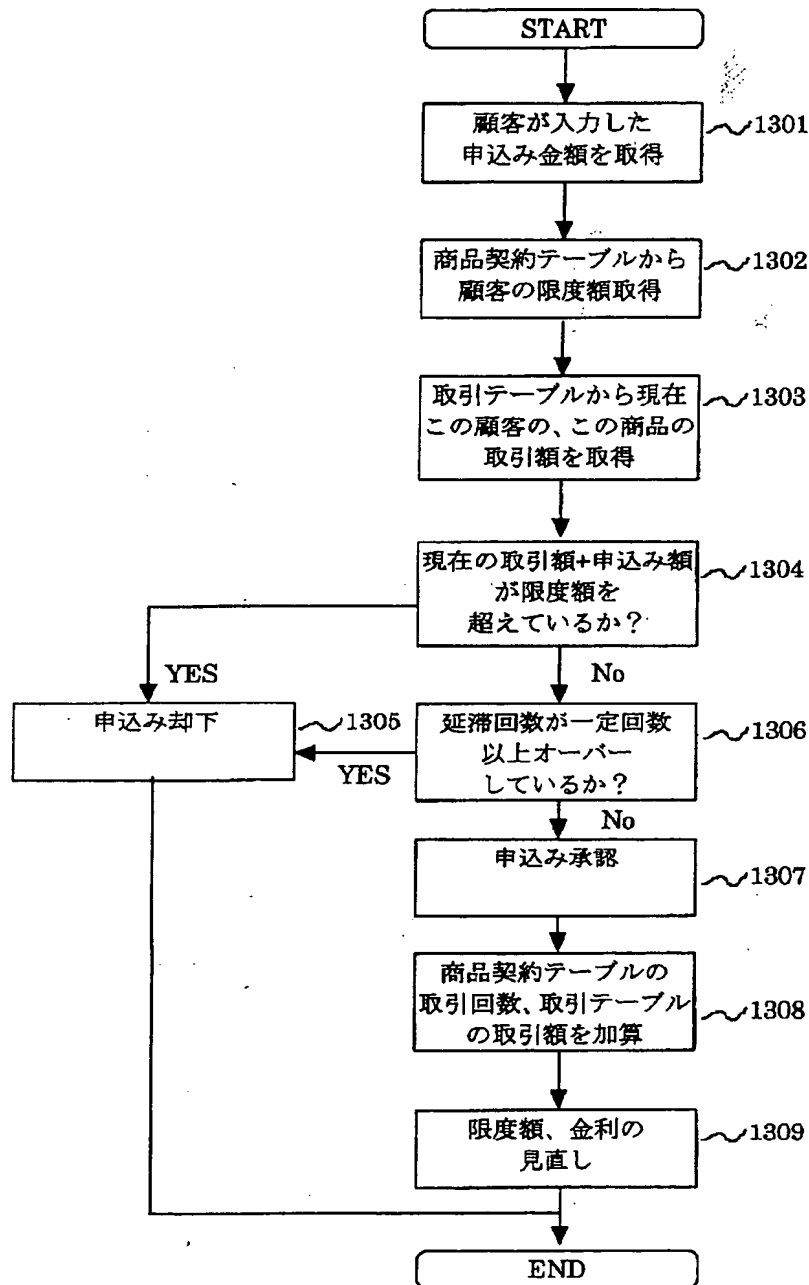 START
顧客が入力した
申込み金額を取得
1301
商品契約テーブルから
顧客の限度額取得
1302
取引テーブルから現在
この顧客の、この商品の
取引額を取得
1303
現在の取引額+申込み額
が限度額を
超えているか？
1304
YES
No
申込み却下
1305
延滞回数が一定回数
以上オーバー
しているか？
1306
YES
No
申込み承認
1307
商品契約テーブルの
取引回数、取引テーブル
の取引額を加算
1308
限度額、金利の
見直し
1309
END